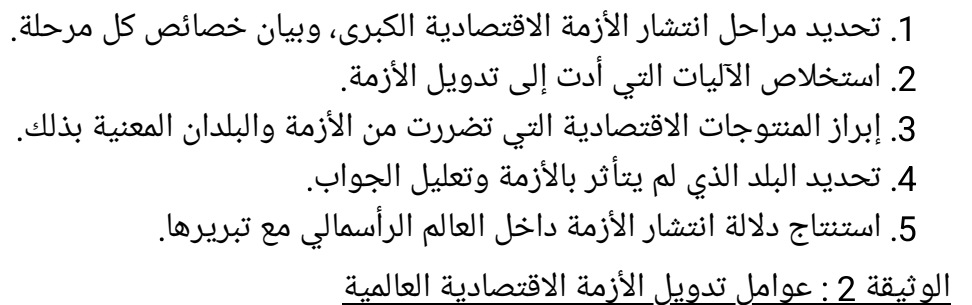 1. تحديد مراحل انتشار الأزمة الاقتصادية الكبرى، وبيان خصائص كل مرحلة.
2. استخلاص الآليات التي أدت إلى تدويل الأزمة.
3. إبراز المنتوجات الاقتصادية التي تضررت من الأزمة والبلدان المعنية بذلك.
4. تحديد البلد الذي لم يتأثر بالأزمة وتعليل الجواب.
5. استنتاج دلالة انتشار الأزمة داخل العالم الرأسمالي مع تبريرها.
الوثيقة 2 : عوامل تدويل الأزمة الاقتصادية العالمية